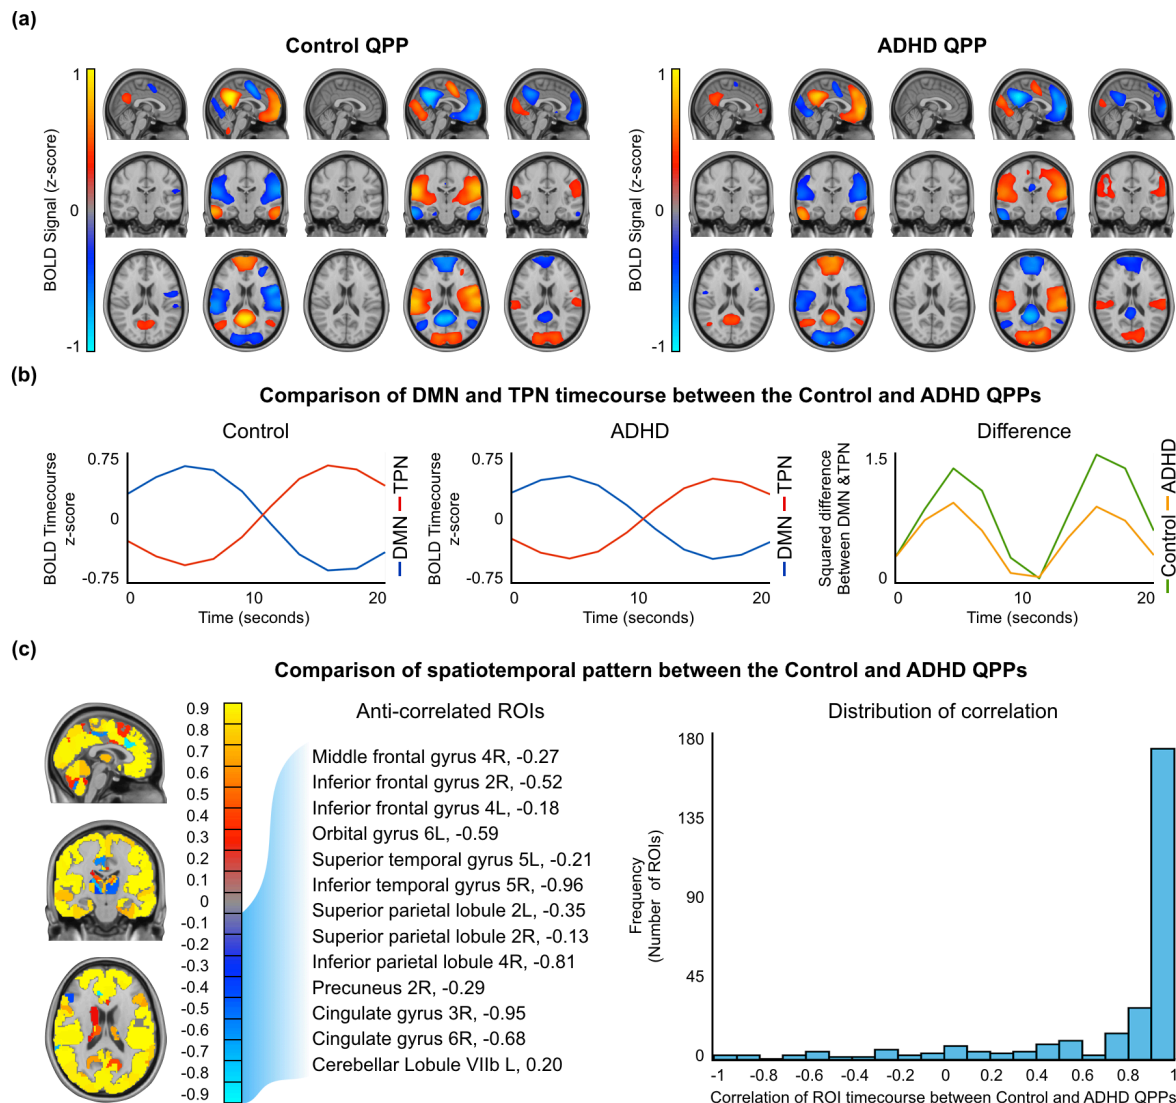 (a)
Control QPP
ADHD QPP
1
0
-1
BOLD Signal (z-score)
1
0
-1
BOLD Signal (z-score)
(b)
Comparison of DMN and TPN timecourse between the Control and ADHD QPPs
Control
BOLD Timecourse
z-score
0.75
0
-0.75
0
10
20
Time (seconds)
DMN
TPN
ADHD
BOLD Timecourse
z-score
0.75
0
-0.75
0
10
20
Time (seconds)
DMN
TPN
Difference
Squared difference
Between DMN & TPN
1.5
0
0
10
20
Time (seconds)
Control
ADHD
(c)
Comparison of spatiotemporal pattern between the Control and ADHD QPPs
0.9
0.8
0.7
0.6
0.5
0.4
0.3
0.2
0.1
0
-0.1
-0.2
-0.3
-0.4
-0.5
-0.6
-0.7
-0.8
-0.9
Anti-correlated ROIs
Middle frontal gyrus 4R, -0.27
Inferior frontal gyrus 2R, -0.52
Inferior frontal gyrus 4L, -0.18
Orbital gyrus 6L, -0.59
Superior temporal gyrus 5L, -0.21
Inferior temporal gyrus 5R, -0.96
Superior parietal lobule 2L, -0.35
Superior parietal lobule 2R, -0.13
Inferior parietal lobule 4R, -0.81
Precuneus 2R, -0.29
Cingulate gyrus 3R, -0.95
Cingulate gyrus 6R, -0.68
Cerebellar Lobule VIIb L, 0.20
Distribution of correlation
Frequency
(Number of ROIs)
180
135
90
45
0
-1
-0.8
-0.6
-0.4
-0.2
0
0.2
0.4
0.6
0.8
1
Correlation of ROI timecourse between Control and ADHD QPPs